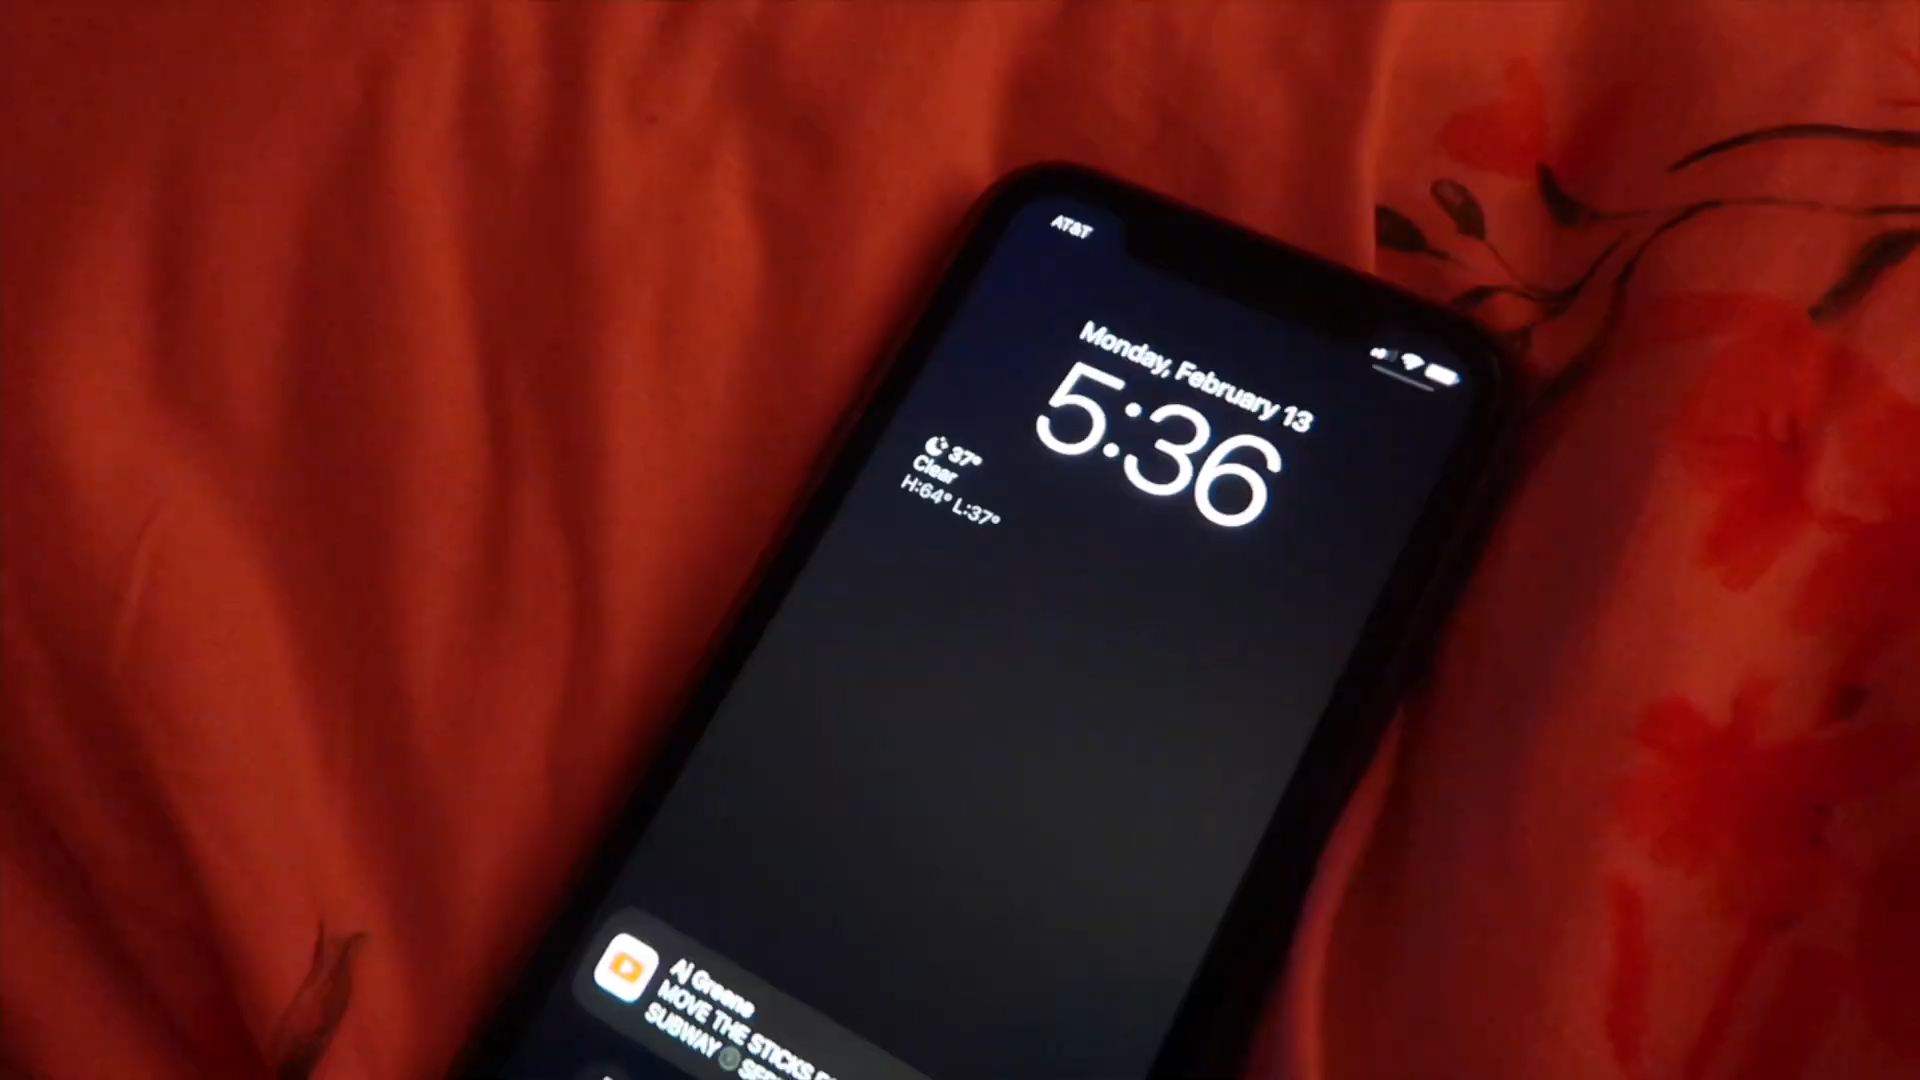 AT&T
Monday, February 13
5:36
37°
Clear
H:64° L:37°
Aj Greene
MOVE THE STICKS
SUBWAY